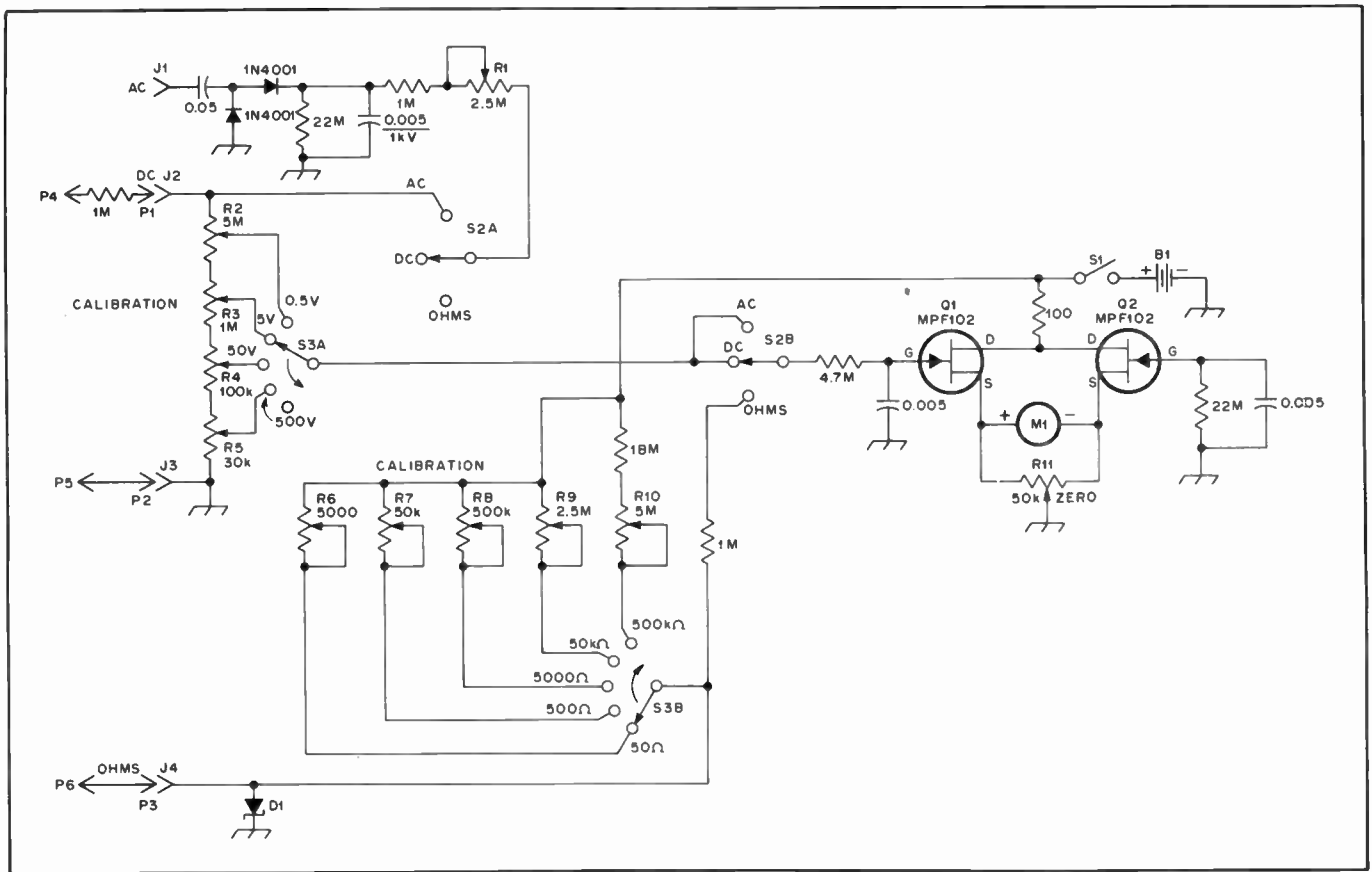 J1
AC
0.05
1N4001
1N4001
22M
0.005
1kV
1M
R1
2.5M
P4
1M
DC J2
P1
R2
5M
AC
S2A
DC
OHMS
CALIBRATION
0.5V
R3
1M
5V
S3A
50V
R4
100k
500V
R5
30k
P5
J3
P2
AC
DC
S2B
OHMS
4.7M
0.005
G
Q1
MPF102
D
S
100
S1
+ B1 -
Q2
MPF102
D
G
S
22M
0.005
+ M1 -
R11
50k ZERO
CALIBRATION
R6
5000
R7
50k
R8
500k
R9
2.5M
18M
R10
5M
1M
500kΩ
50kΩ
5000Ω
500Ω
50Ω
S3B
P6
OHMS J4
P3
D1